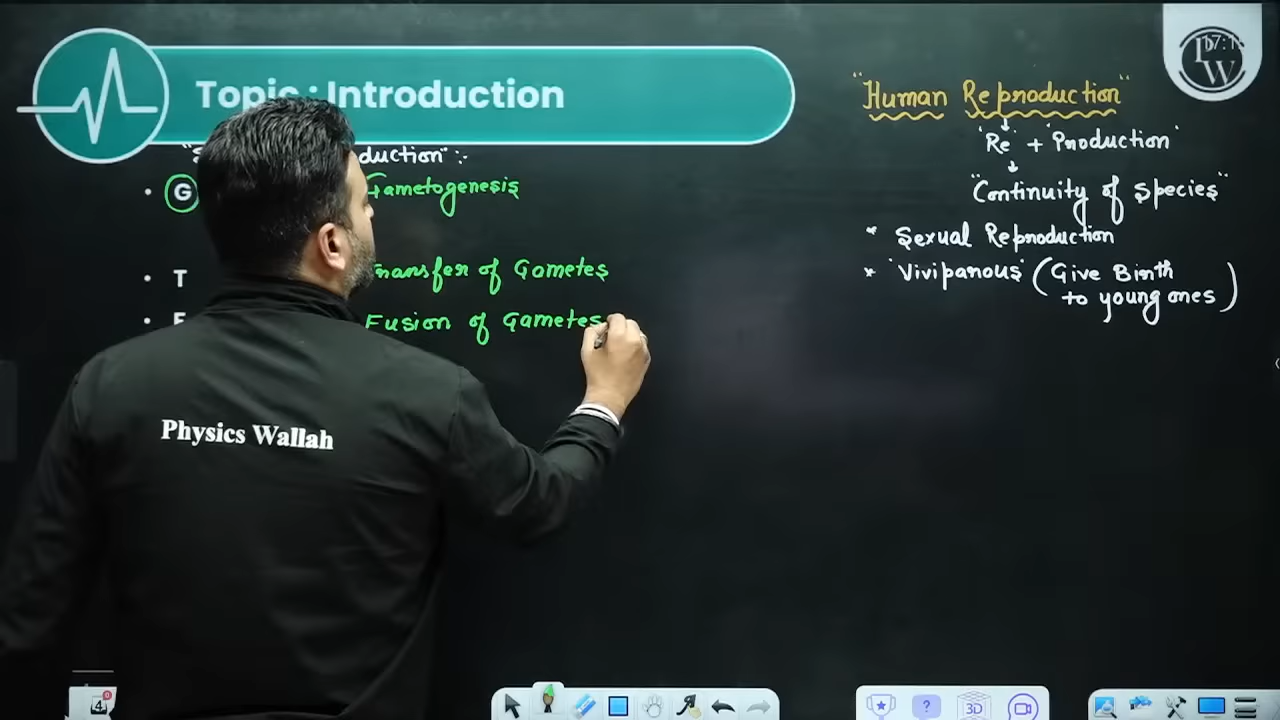 Topic : Introduction
"Human Reproduction"
'Re' + 'Production'
"Continuity of Species"
* Sexual Reproduction
* 'Viviparous' (Give Birth to young ones)
duction" :-
• G Gametogenesis
• T Transfer of Gametes
• F Fusion of Gametes
Physics Wallah
3D